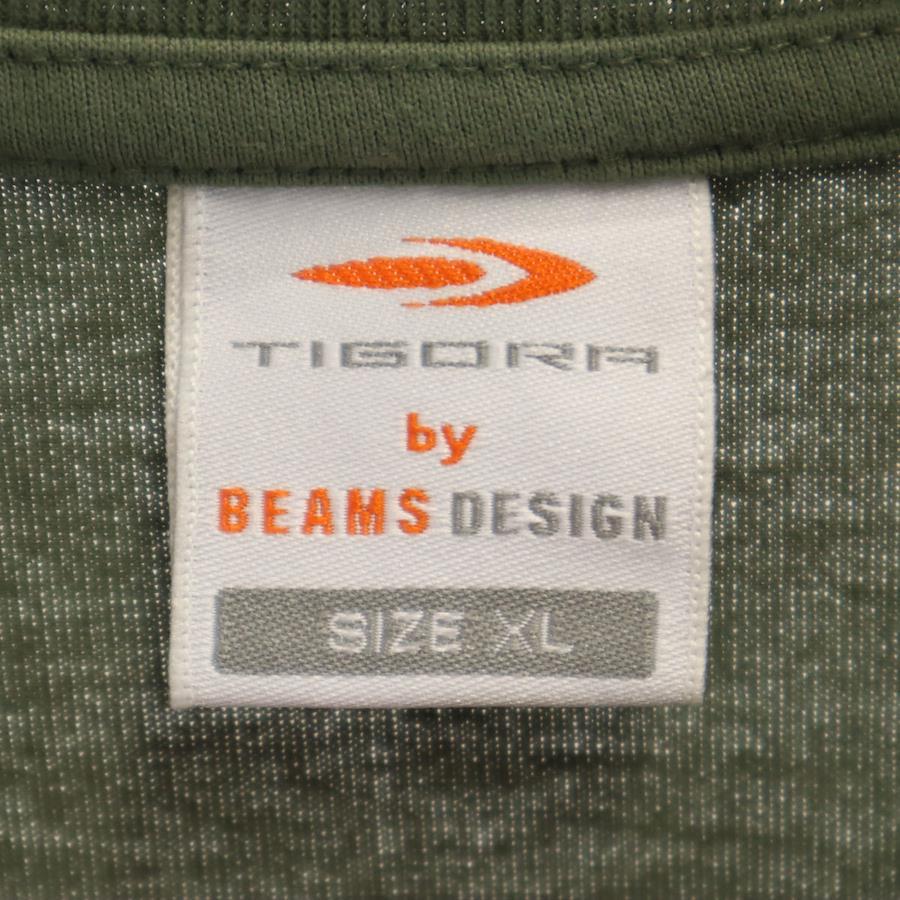 TIGORA
by
BEAMS DESIGN
SIZE XL